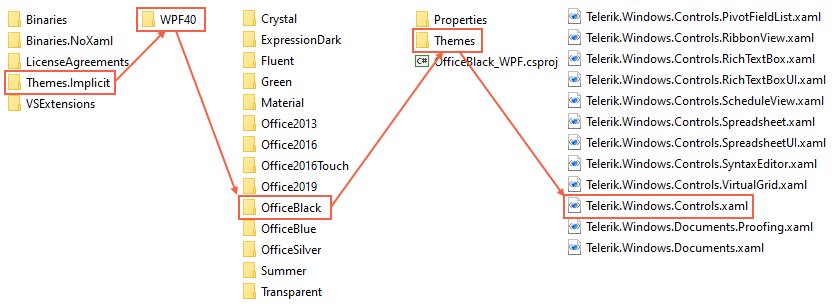 Binaries
Binaries.NoXaml
LicenseAgreements
Themes.Implicit
VSExtensions
WPF40
Crystal
ExpressionDark
Fluent
Green
Material
Office2013
Office2016
Office2016Touch
Office2019
OfficeBlack
OfficeBlue
OfficeSilver
Summer
Transparent
Properties
Themes
C#
OfficeBlack_WPF.csproj
Telerik.Windows.Controls.PivotFieldList.xaml
Telerik.Windows.Controls.RibbonView.xaml
Telerik.Windows.Controls.RichTextBox.xaml
Telerik.Windows.Controls.RichTextBoxUI.xaml
Telerik.Windows.Controls.ScheduleView.xaml
Telerik.Windows.Controls.Spreadsheet.xaml
Telerik.Windows.Controls.SpreadsheetUI.xaml
Telerik.Windows.Controls.SyntaxEditor.xaml
Telerik.Windows.Controls.VirtualGrid.xaml
Telerik.Windows.Controls.xaml
Telerik.Windows.Documents.Proofing.xaml
Telerik.Windows.Documents.xaml